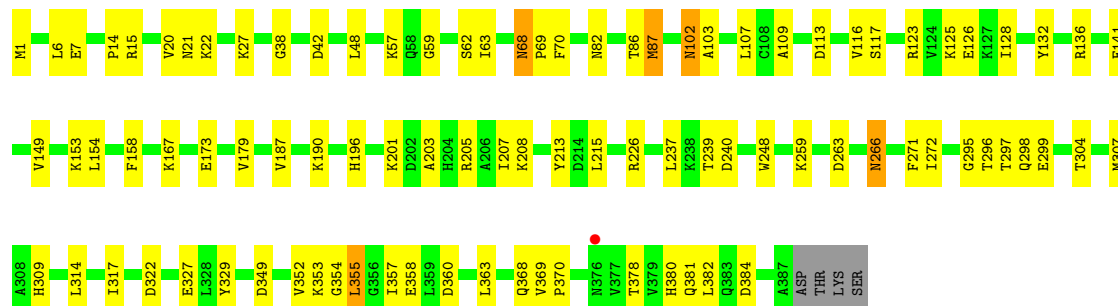 M1 L6 E7 P14 R15 V20 N21 K22 K27 G38 D42 L48 K57 Q58 G59 S62 I63 N68 P69 F70 N82 T86 M87 N102 A103 L107 C108 A109 D113 V116 S117 R123 V124 K125 E126 K127 I128 Y132 R136
V149 K153 L154 F158 K167 E173 V179 V187 K190 H196 K201 D202 A203 H204 R205 A206 I207 K208 Y213 D214 L215 R226 L237 K238 T239 D240 W248 K259 D263 N266 F271 I272 G295 T296 T297 Q298 E299 T304
A308 H309 L314 I317 D322 E327 L328 Y329 D349 V352 K353 G354 L355 G356 I357 E358 L359 D360 L363 Q368 V369 P370 N376 V377 T378 V379 H380 Q381 L382 Q383 D384 A387 ASP THR LYS SER